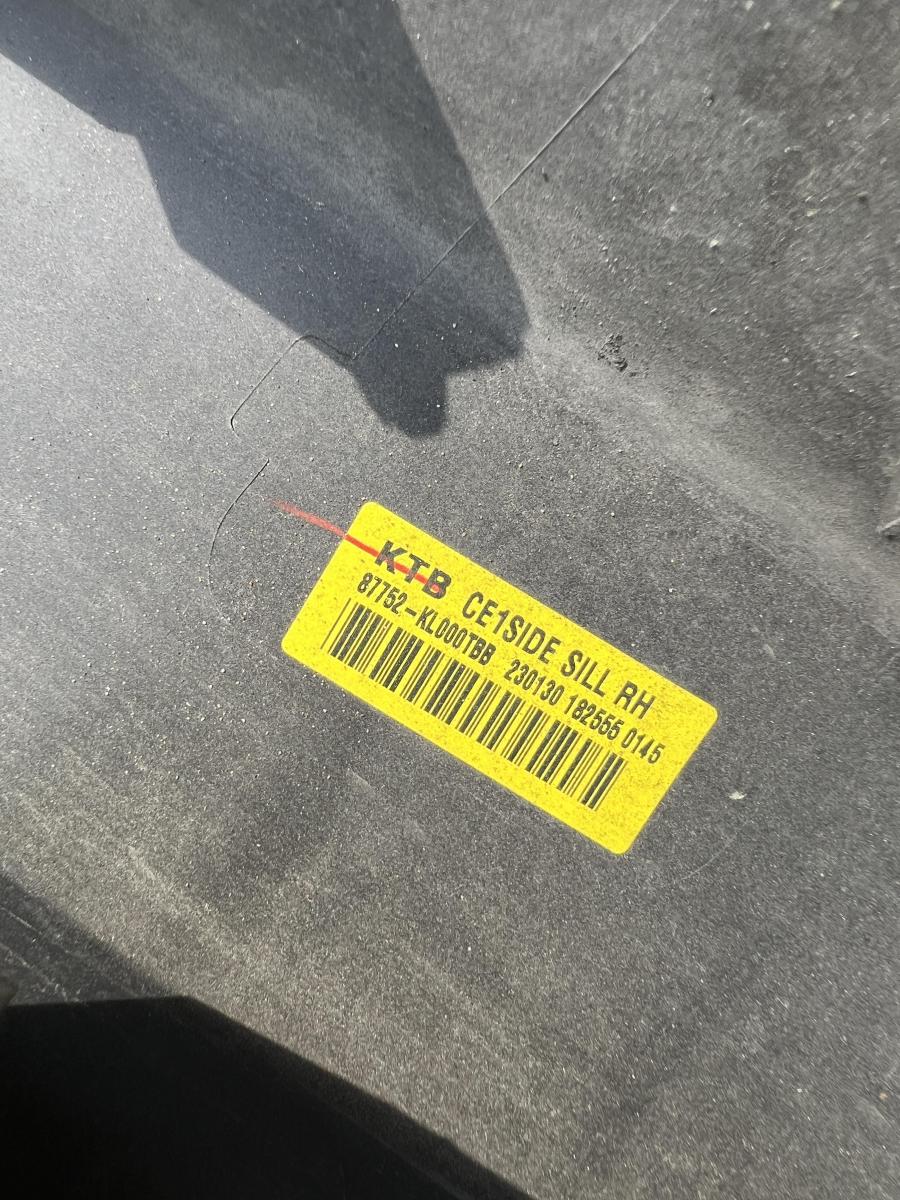 KTB CE1SIDE SILL RH
87752-KL000TBB 230130 182555 0145